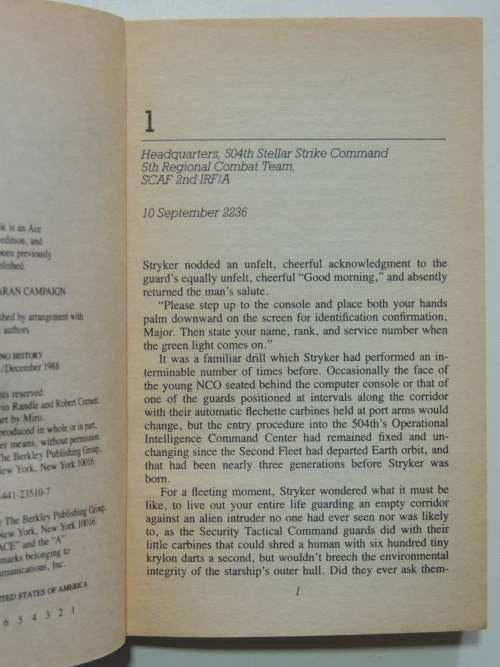 k is an Ace
edition, and
been previously
blished.
ARAN CAMPAIGN
shed by arrangement with
authors
NG HISTORY
/December 1988
hts reserved.
vin Randle and Robert Cornett.
art by Miro.
produced in whole or in part,
er means, without permission.
The Berkley Publishing Group,
New York, New York 10016.
-441-23510-7
y The Berkley Publishing Group,
New York, New York 10016.
ACE" and the "A"
marks belonging to
mmunications, Inc.
NITED STATES OF AMERICA
6 5 4 3 2 1
1
Headquarters, 504th Stellar Strike Command
5th Regional Combat Team,
SCAF 2nd IRF/A
10 September 2236
Stryker nodded an unfelt, cheerful acknowledgment to the
guard's equally unfelt, cheerful "Good morning," and absently
returned the man's salute.
"Please step up to the console and place both your hands
palm downward on the screen for identification confirmation,
Major. Then state your name, rank, and service number when
the green light comes on."
It was a familiar drill which Stryker had performed an in-
terminable number of times before. Occasionally the face of
the young NCO seated behind the computer console or that of
one of the guards positioned at intervals along the corridor
with their automatic flechette carbines held at port arms would
change, but the entry procedure into the 504th's Operational
Intelligence Command Center had remained fixed and un-
changing since the Second Fleet had departed Earth orbit, and
that had been nearly three generations before Stryker was
born.
For a fleeting moment, Stryker wondered what it must be
like, to live out your entire life guarding an empty corridor
against an alien intruder no one had ever seen nor was likely
to, as the Security Tactical Command guards did with their
little carbines that could shred a human with six hundred tiny
krylon darts a second, but wouldn't breech the environmental
integrity of the starship's outer hull. Did they ever ask them-
1